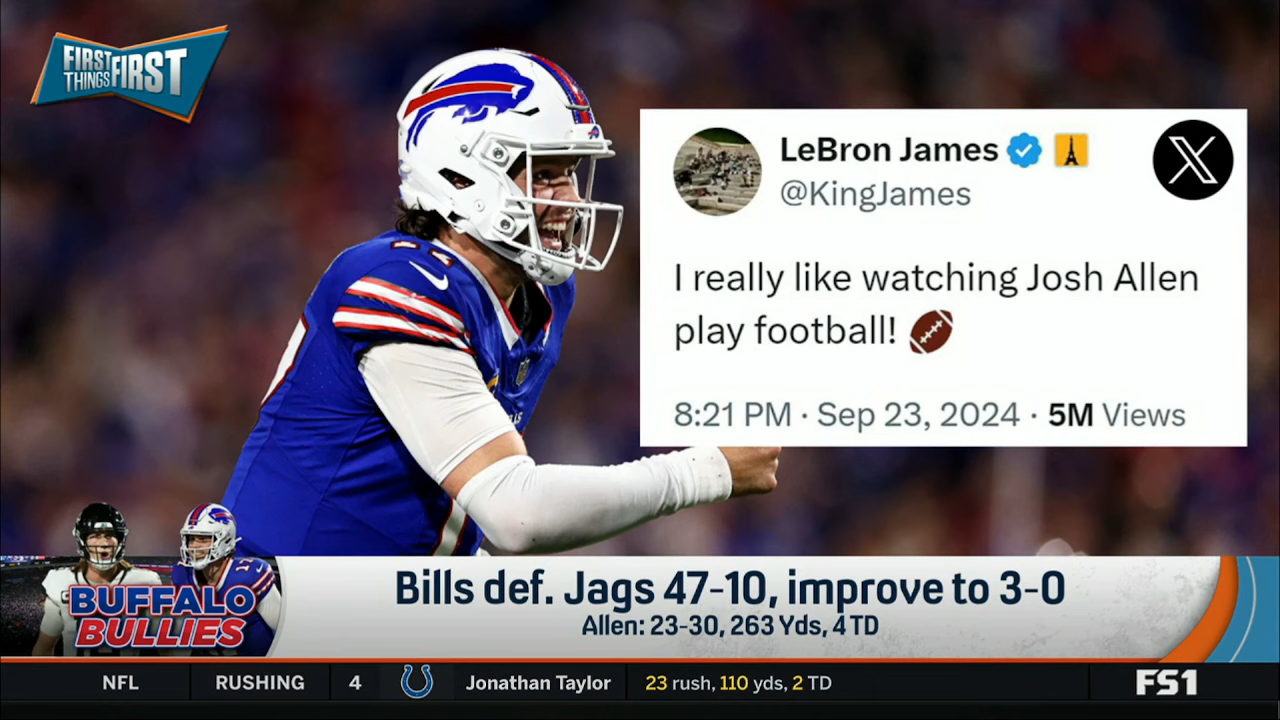 FIRST
THINGS FIRST
LeBron James
@KingJames
I really like watching Josh Allen
play football! 🏈
8:21 PM · Sep 23, 2024 · 5M Views
BUFFALO
BULLIES
Bills def. Jags 47-10, improve to 3-0
Allen: 23-30, 263 Yds, 4 TD
NFL RUSHING 4 Jonathan Taylor 23 rush, 110 yds, 2 TD FS1